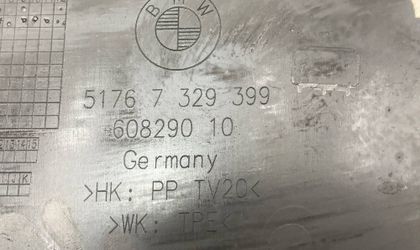 BMW
5176 7 329 399
608290 10
Germany
>HK: PP TV20<
>WK: TPE<